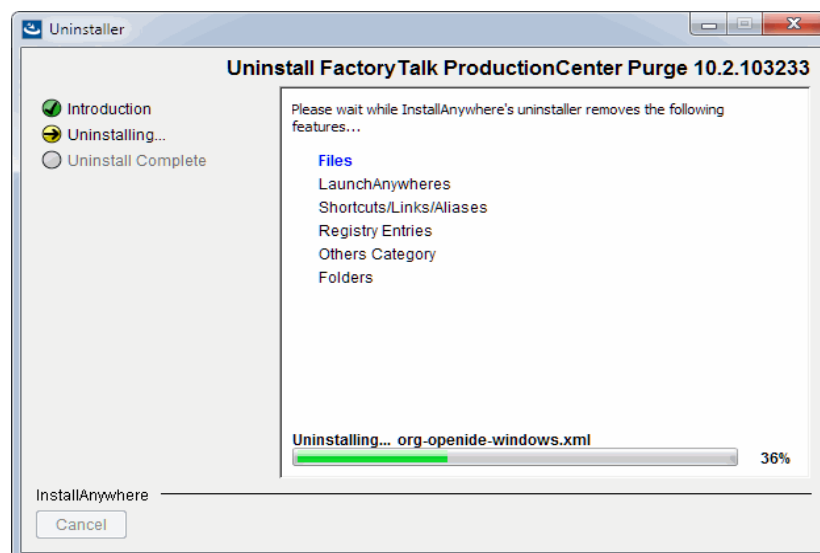 Uninstaller
Uninstall FactoryTalk ProductionCenter Purge 10.2.103233
Introduction
Uninstalling...
Uninstall Complete
Please wait while InstallAnywhere's uninstaller removes the following
features...
Files
LaunchAnywheres
Shortcuts/Links/Aliases
Registry Entries
Others Category
Folders
Uninstalling... org-openide-windows.xml
36%
InstallAnywhere
Cancel